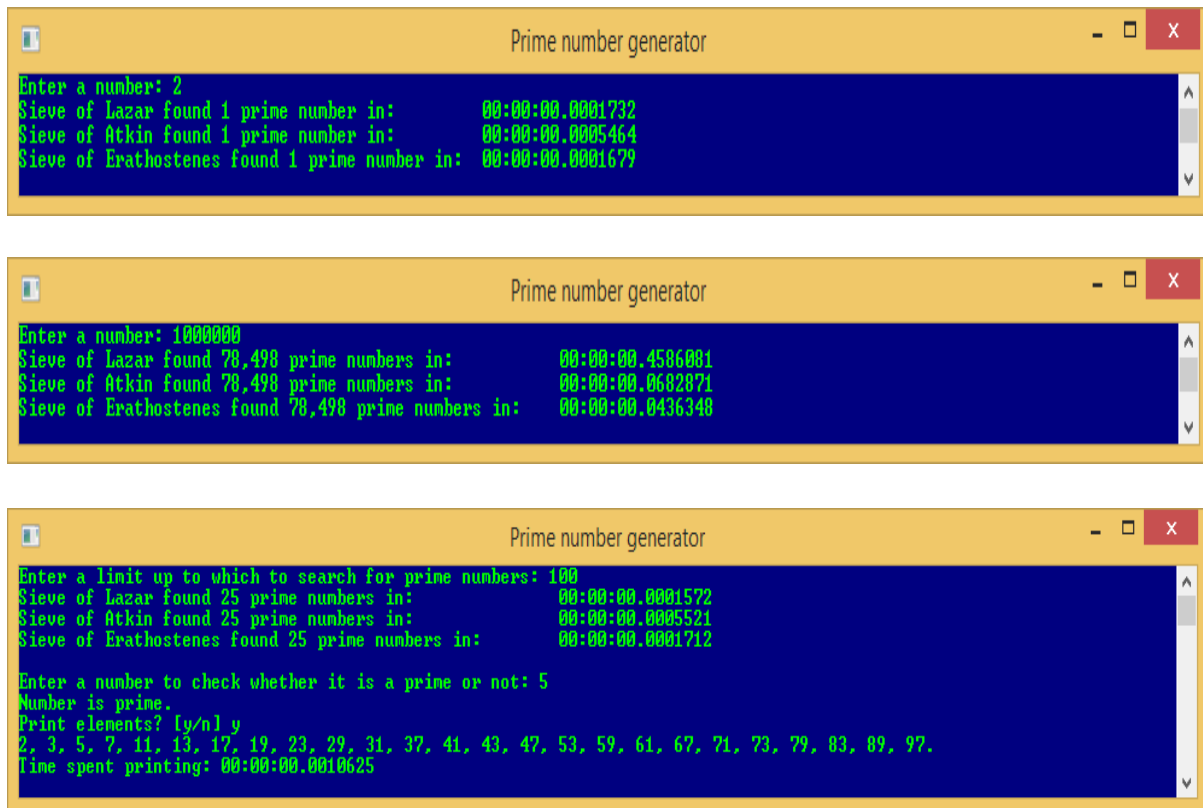 Prime number generator
Enter a number: 2
Sieve of Lazar found 1 prime number in: 00:00:00.0001732
Sieve of Atkin found 1 prime number in: 00:00:00.0005464
Sieve of Erathostenes found 1 prime number in: 00:00:00.0001679
Prime number generator
Enter a number: 1000000
Sieve of Lazar found 78,498 prime numbers in: 00:00:00.4586081
Sieve of Atkin found 78,498 prime numbers in: 00:00:00.0682871
Sieve of Erathostenes found 78,498 prime numbers in: 00:00:00.0436348
Prime number generator
Enter a limit up to which to search for prime numbers: 100
Sieve of Lazar found 25 prime numbers in: 00:00:00.0001572
Sieve of Atkin found 25 prime numbers in: 00:00:00.0005521
Sieve of Erathostenes found 25 prime numbers in: 00:00:00.0001712
Enter a number to check whether it is a prime or not: 5
Number is prime.
Print elements? [y/n] y
2, 3, 5, 7, 11, 13, 17, 19, 23, 29, 31, 37, 41, 43, 47, 53, 59, 61, 67, 71, 73, 79, 83, 89, 97.
Time spent printing: 00:00:00.0010625